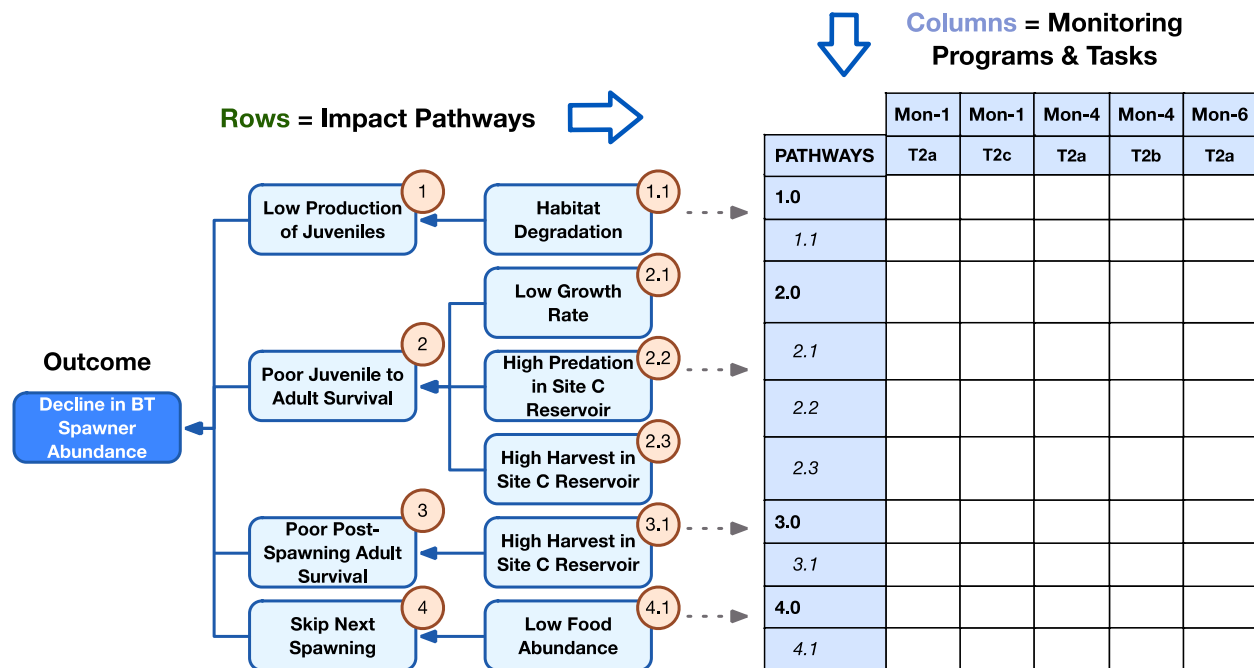 Columns = Monitoring
Programs & Tasks
Rows = Impact Pathways
Outcome
Decline in BT
Spawner
Abundance
1
Low Production
of Juveniles
1.1
Habitat
Degradation
2
Poor Juvenile to
Adult Survival
2.1
Low Growth
Rate
2.2
High Predation
in Site C
Reservoir
2.3
High Harvest in
Site C Reservoir
3
Poor Post-
Spawning Adult
Survival
3.1
High Harvest in
Site C Reservoir
4
Skip Next
Spawning
4.1
Low Food
Abundance
Mon-1 Mon-1 Mon-4 Mon-4 Mon-6
PATHWAYS T2a T2c T2a T2b T2a
1.0
1.1
2.0
2.1
2.2
2.3
3.0
3.1
4.0
4.1